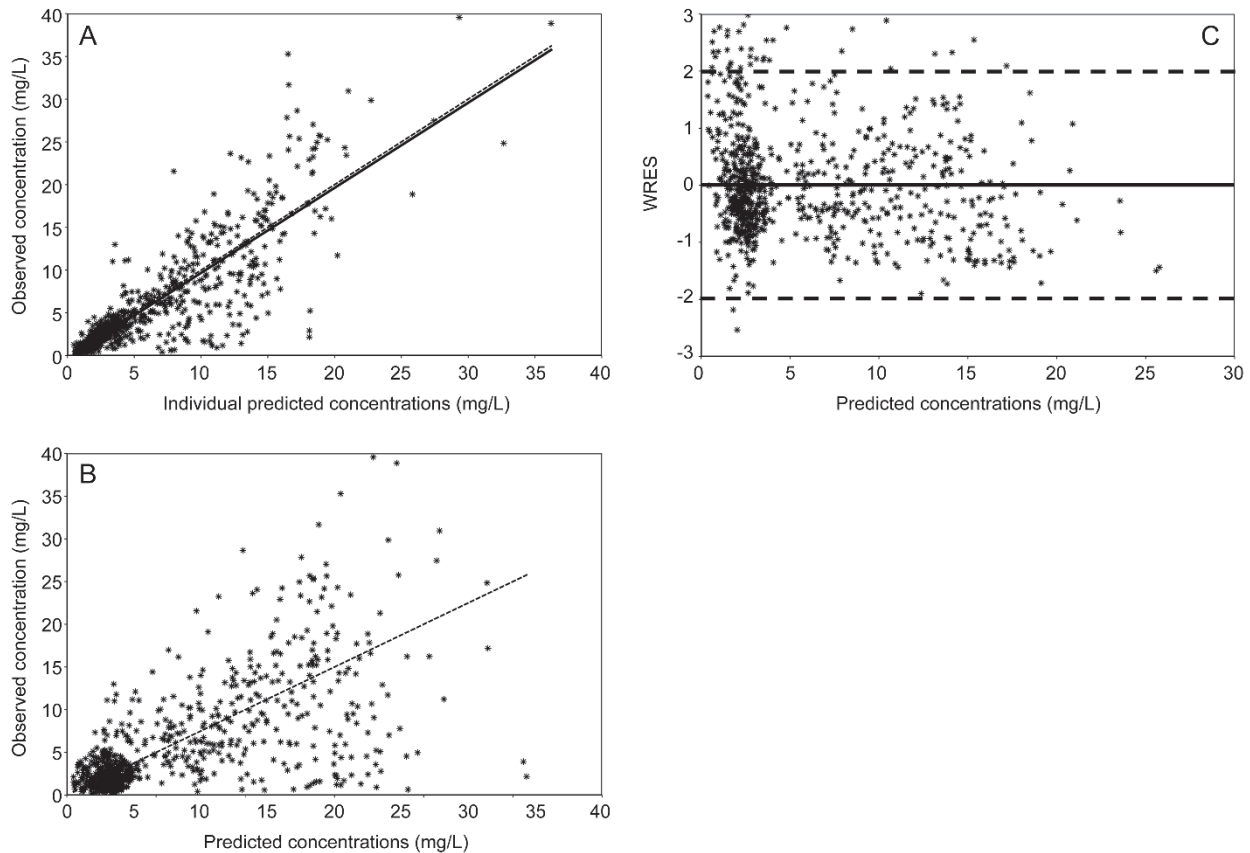 A
Observed concentration (mg/L)
40
35
30
25
20
15
10
5
0
0 5 10 15 20 25 30 35 40
Individual predicted concentrations (mg/L)
C
WRES
3
2
1
0
-1
-2
-3
0 5 10 15 20 25 30
Predicted concentrations (mg/L)
B
Observed concentration (mg/L)
40
35
30
25
20
15
10
5
0
0 5 10 15 20 25 30 35 40
Predicted concentrations (mg/L)